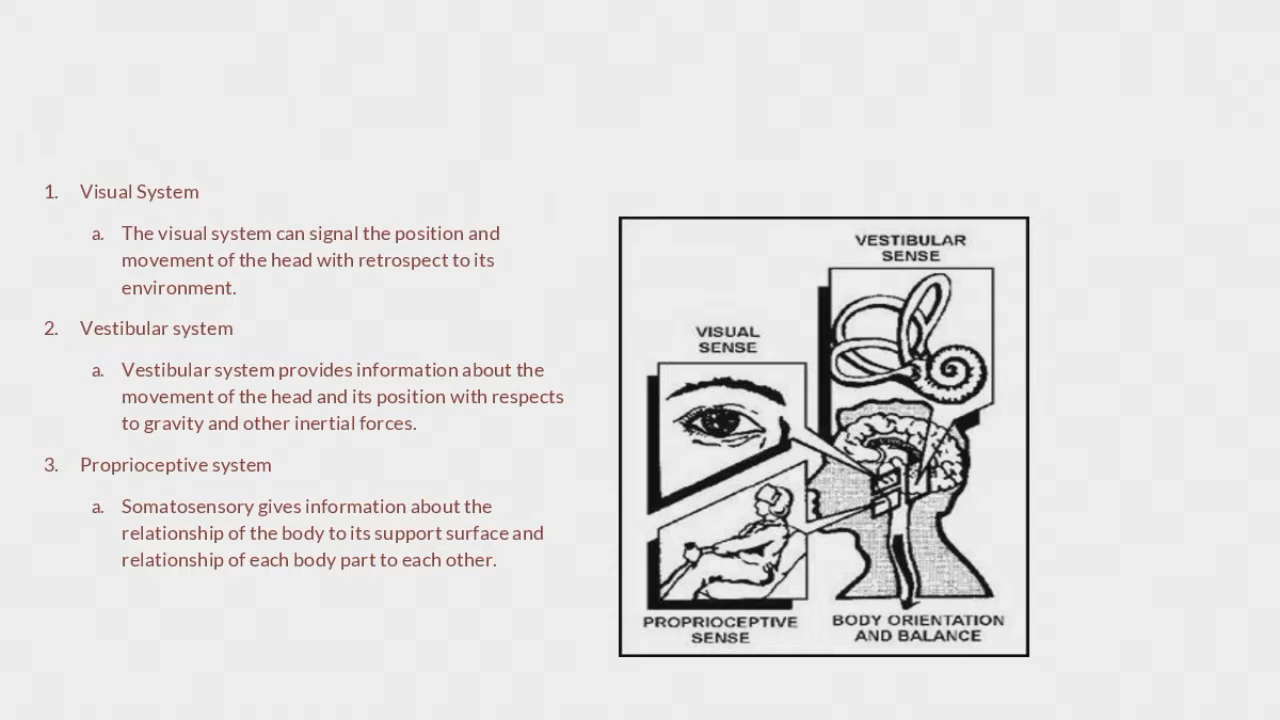 1. Visual System
a. The visual system can signal the position and
movement of the head with retrospect to its
environment.
2. Vestibular system
a. Vestibular system provides information about the
movement of the head and its position with respects
to gravity and other inertial forces.
3. Proprioceptive system
a. Somatosensory gives information about the
relationship of the body to its support surface and
relationship of each body part to each other.
VESTIBULAR
SENSE
VISUAL
SENSE
PROPRIOCEPTIVE
SENSE
BODY ORIENTATION
AND BALANCE